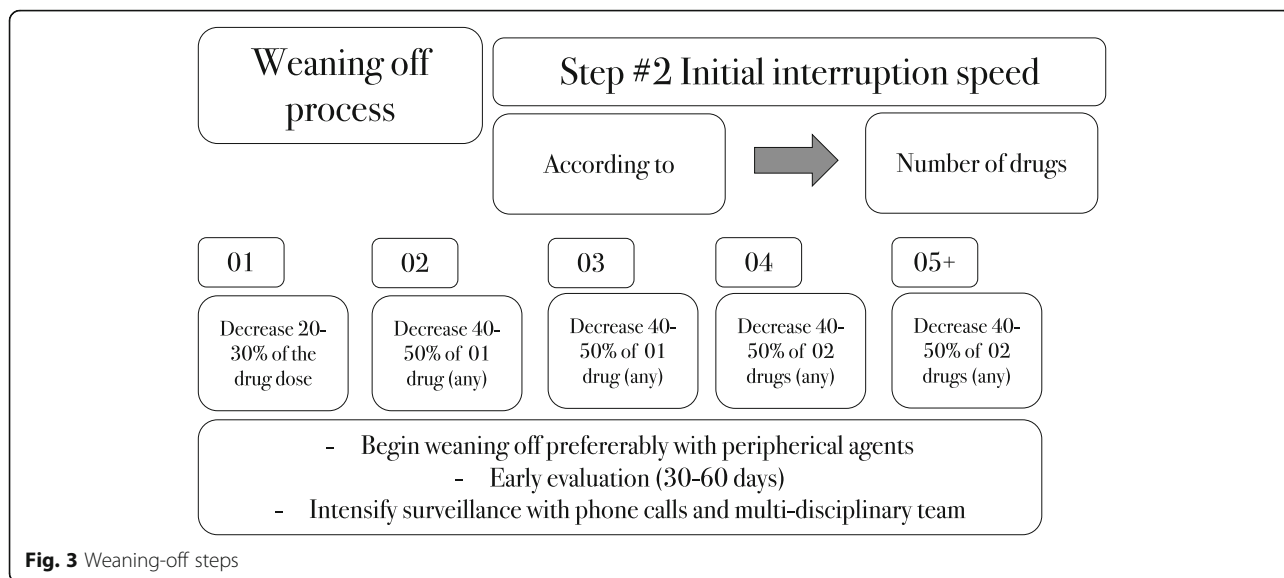 Weaning off
process
Step #2 Initial interruption speed
According to
Number of drugs
01
02
03
04
05+
Decrease 20-
30% of the
drug dose
Decrease 40-
50% of 01
drug (any)
Decrease 40-
50% of 01
drug (any)
Decrease 40-
50% of 02
drugs (any)
Decrease 40-
50% of 02
drugs (any)
- Begin weaning off prefererably with peripherical agents
- Early evaluation (30-60 days)
- Intensify surveillance with phone calls and multi-disciplinary team
Fig. 3 Weaning-off steps